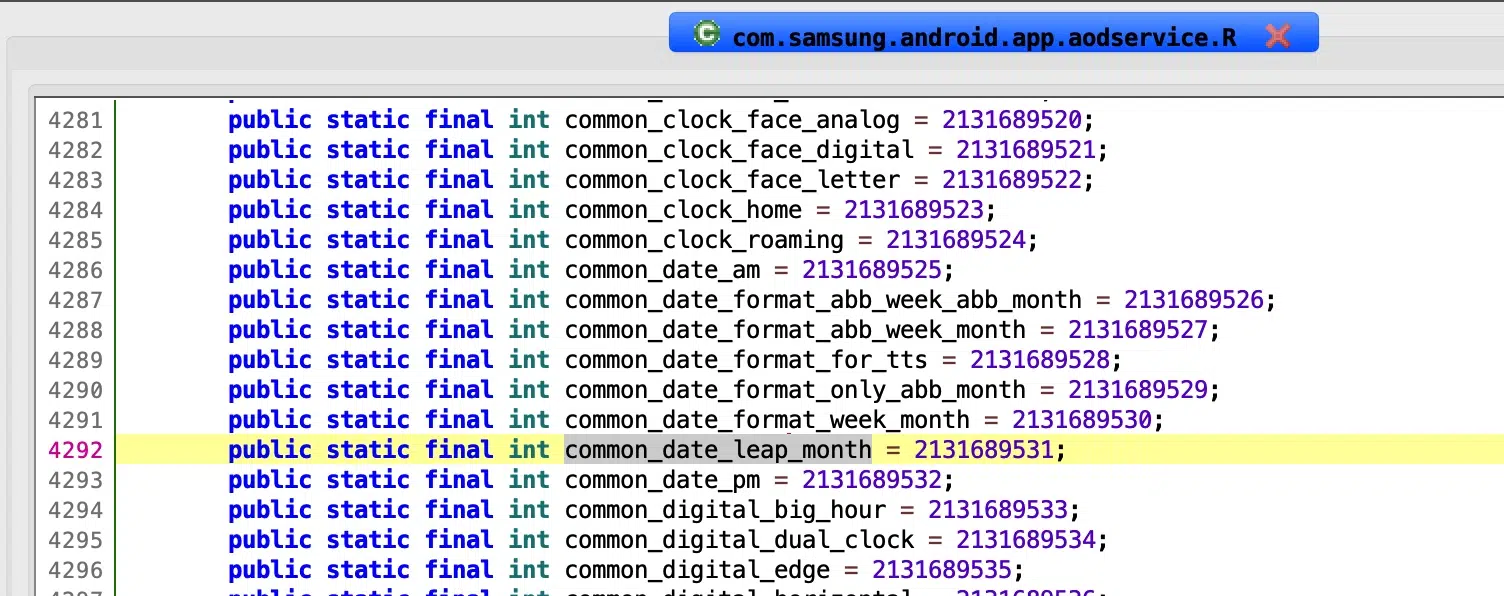 com.samsung.android.app.aodservice.R
4281 public static final int common_clock_face_analog = 2131689520;
4282 public static final int common_clock_face_digital = 2131689521;
4283 public static final int common_clock_face_letter = 2131689522;
4284 public static final int common_clock_home = 2131689523;
4285 public static final int common_clock_roaming = 2131689524;
4286 public static final int common_date_am = 2131689525;
4287 public static final int common_date_format_abb_week_abb_month = 2131689526;
4288 public static final int common_date_format_abb_week_month = 2131689527;
4289 public static final int common_date_format_for_tts = 2131689528;
4290 public static final int common_date_format_only_abb_month = 2131689529;
4291 public static final int common_date_format_week_month = 2131689530;
4292 public static final int common_date_leap_month = 2131689531;
4293 public static final int common_date_pm = 2131689532;
4294 public static final int common_digital_big_hour = 2131689533;
4295 public static final int common_digital_dual_clock = 2131689534;
4296 public static final int common_digital_edge = 2131689535;